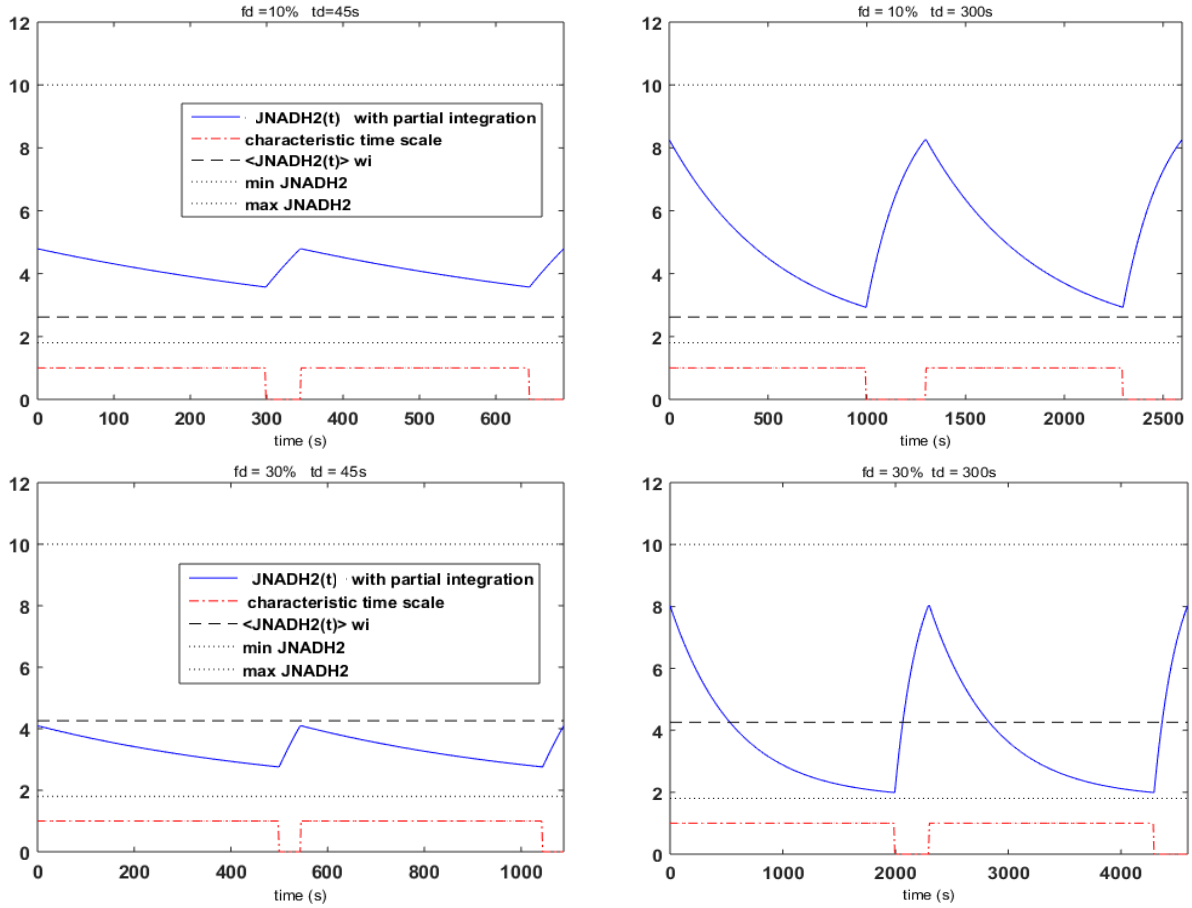 fd =10% td=45s
12
10
8
6
4
2
0
JNADH2(t) with partial integration
characteristic time scale
<JNADH2(t)> wi
min JNADH2
max JNADH2
0 100 200 300 400 500 600
time (s)
fd = 10% td = 300s
12
10
8
6
4
2
0
0 500 1000 1500 2000 2500
time (s)
fd = 30% td = 45s
12
10
8
6
4
2
0
JNADH2(t) with partial integration
characteristic time scale
<JNADH2(t)> wi
min JNADH2
max JNADH2
0 200 400 600 800 1000
time (s)
fd = 30% td = 300s
12
10
8
6
4
2
0
0 1000 2000 3000 4000
time (s)